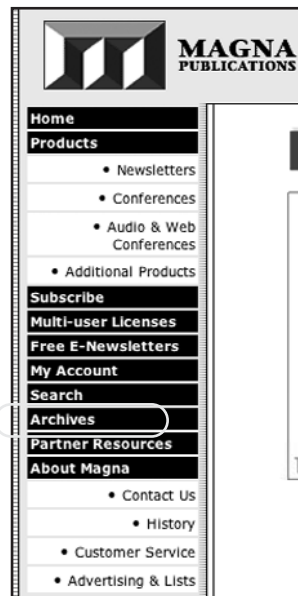 MAGNA
PUBLICATIONS
Home
Products
• Newsletters
• Conferences
• Audio & Web
Conferences
• Additional Products
Subscribe
Multi-user Licenses
Free E-Newsletters
My Account
Search
Archives
Partner Resources
About Magna
• Contact Us
• History
• Customer Service
• Advertising & Lists